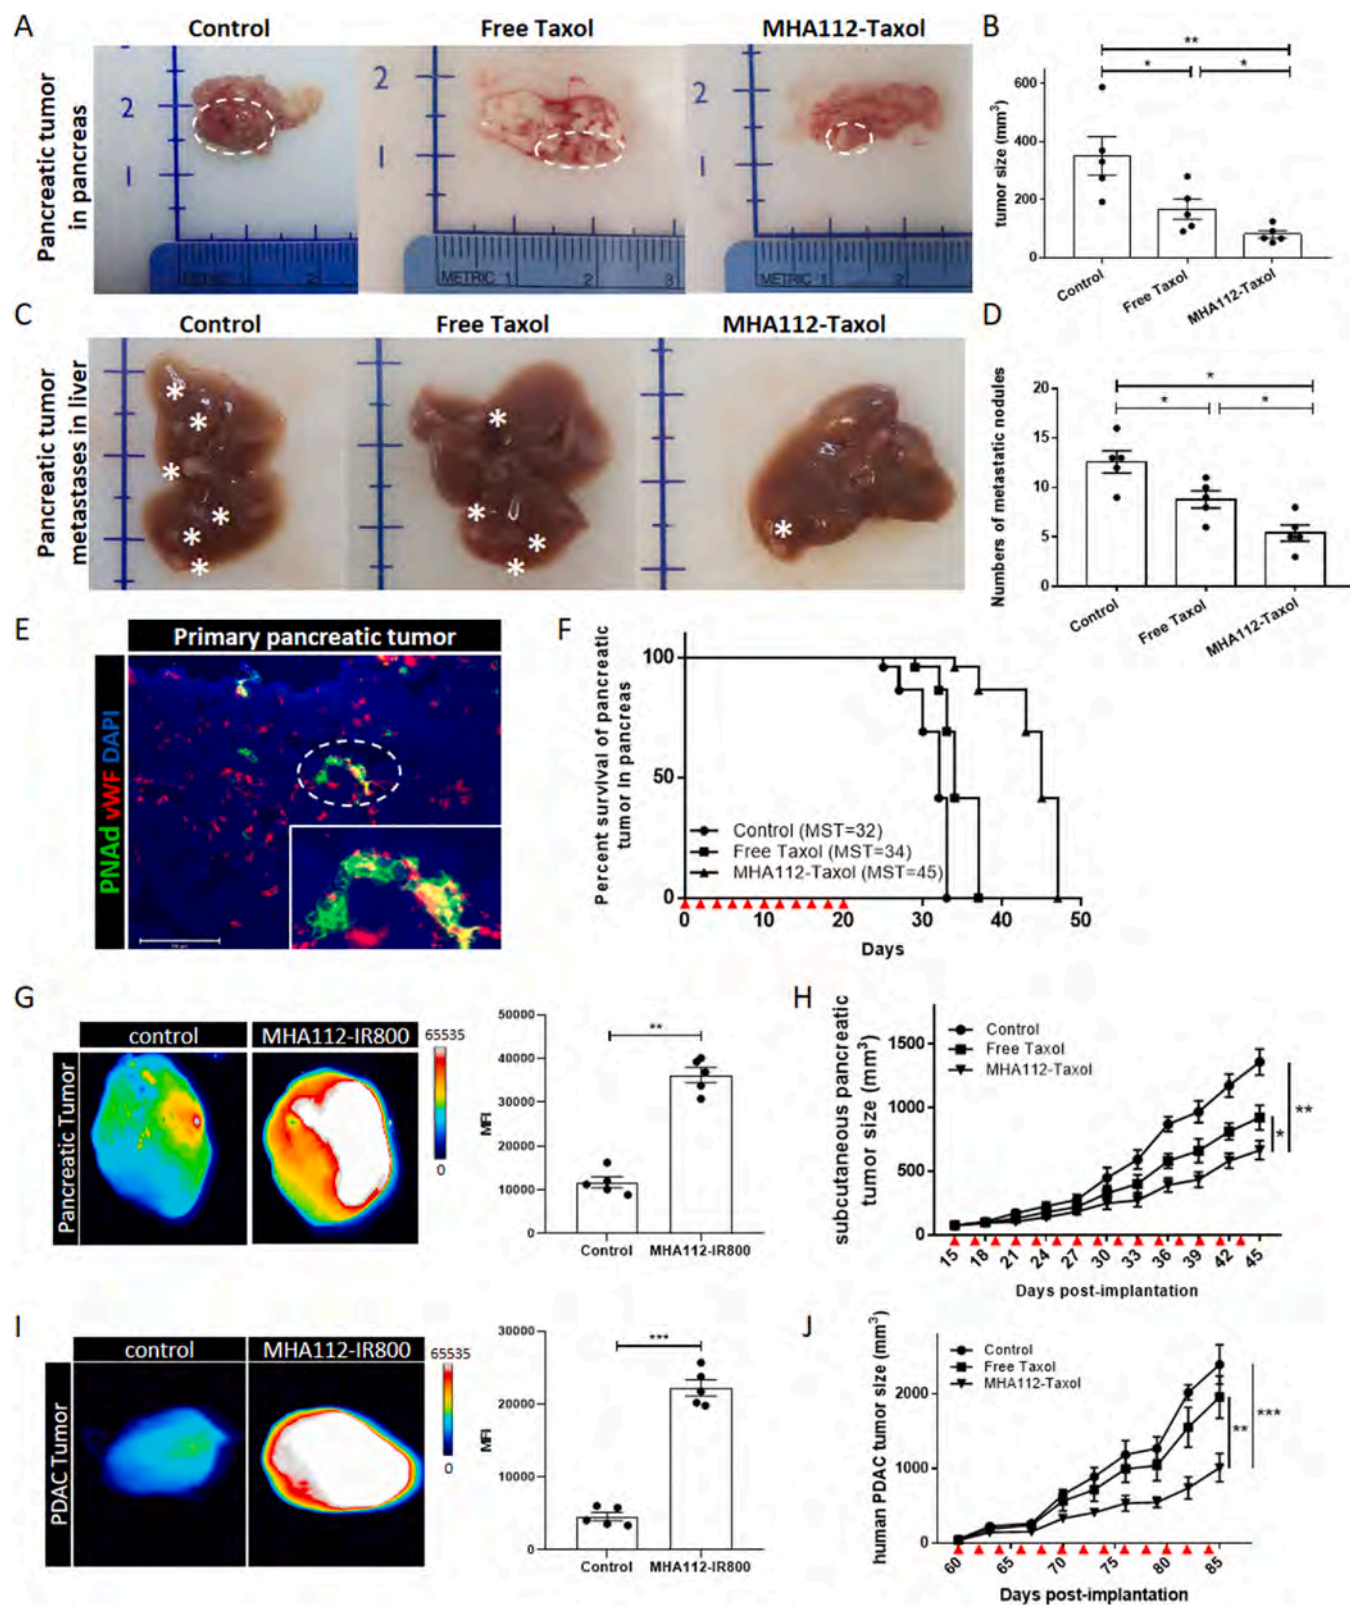 A
Control
Free Taxol
MHA112-Taxol
Pancreatic tumor
in pancreas
2
1
METRIC 1
2
2
1
METRIC 1
2
3
2
1
METRIC 1
2
B
** 
* *
tumor size (mm³)
600
400
200
0
Control
Free Taxol
MHA112-Taxol
C
Control
Free Taxol
MHA112-Taxol
Pancreatic tumor
metastases in liver
* * * * * *
* * * *
*
D
*
* *
Numbers of metastatic nodules
20
15
10
5
0
Control
Free Taxol
MHA112-Taxol
E
Primary pancreatic tumor
PNAd vWF DAPI
F
Percent survival of pancreatic
tumor in pancreas
100
50
0
Control (MST=32)
Free Taxol (MST=34)
MHA112-Taxol (MST=45)
0 10 20 30 40 50
Days
G
control
MHA112-IR800
Pancreatic Tumor
65535
0
MFI
50000
40000
30000
20000
10000
0
**
Control
MHA112-IR800
H
subcutaneous pancreatic
tumor size (mm³)
1500
1000
500
0
Control
Free Taxol
MHA112-Taxol
*
**
15 18 21 24 27 30 33 36 39 42 45
Days post-implantation
I
control
MHA112-IR800
PDAC Tumor
65535
0
MFI
30000
20000
10000
0
***
Control
MHA112-IR800
J
human PDAC tumor size (mm³)
2000
1000
0
Control
Free Taxol
MHA112-Taxol
**
***
60 65 70 75 80 85
Days post-implantation